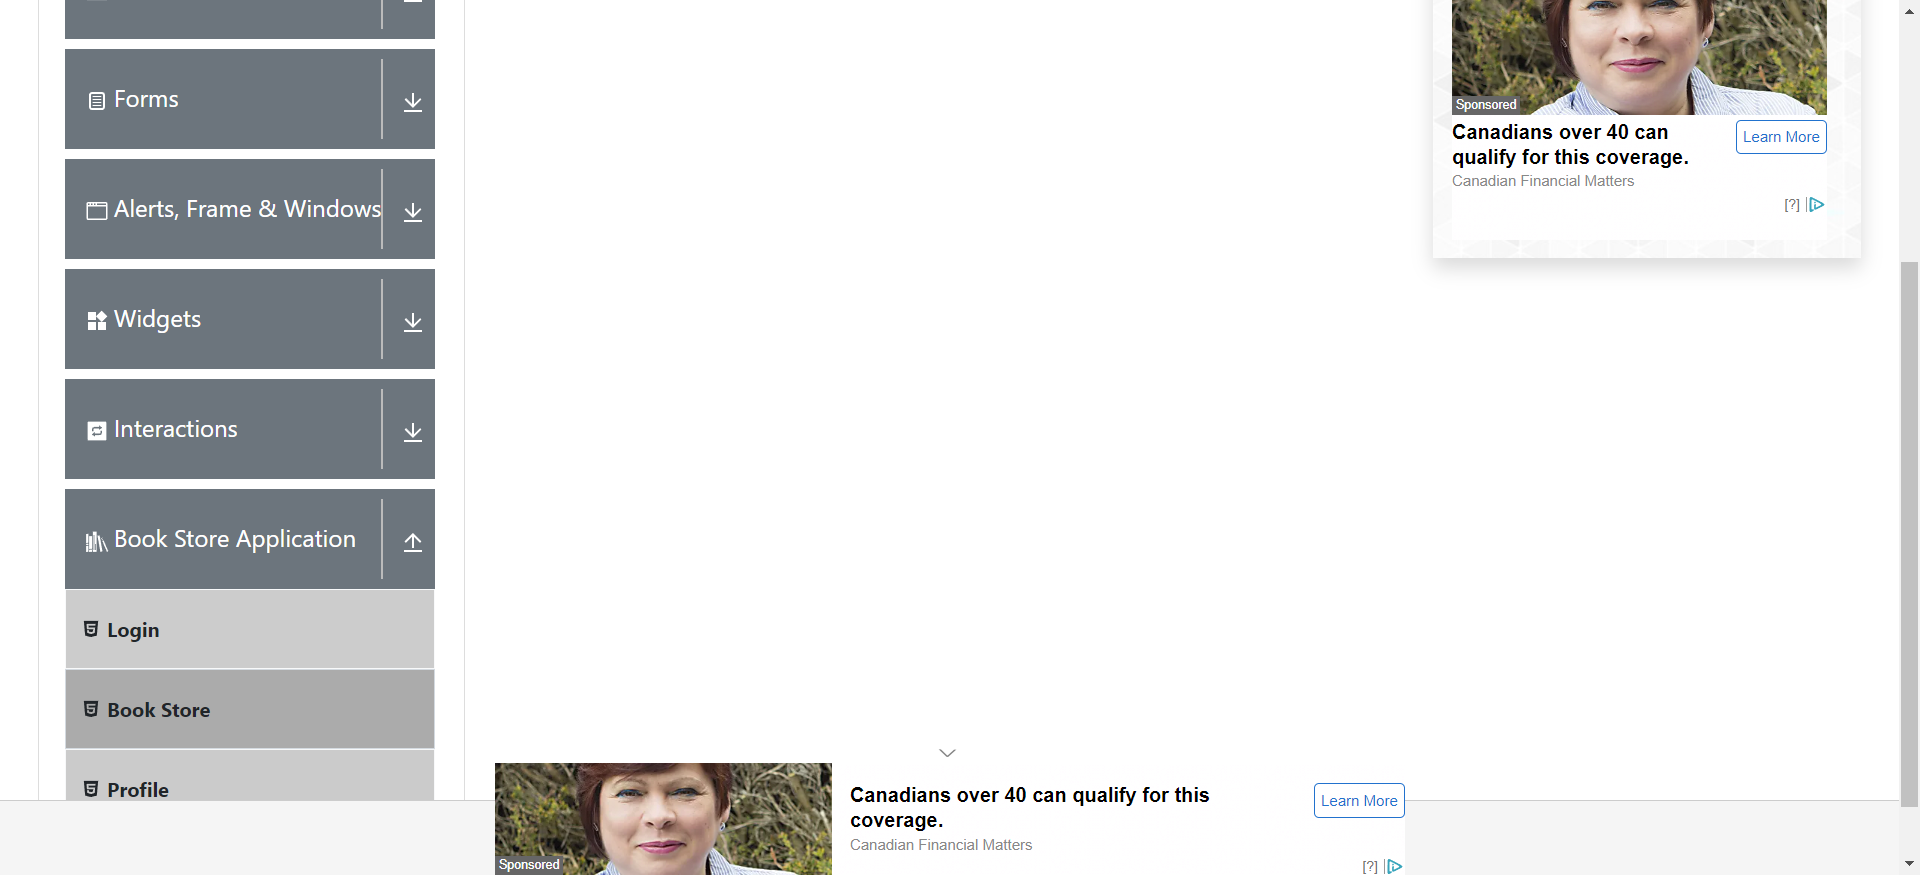 Forms
Alerts, Frame & Windows
Widgets
Interactions
Book Store Application
Login
Book Store
Profile
Sponsored
Canadians over 40 can
qualify for this coverage.
Learn More
Canadian Financial Matters
[?]
Sponsored
Canadians over 40 can qualify for this
coverage.
Learn More
Canadian Financial Matters
[?]